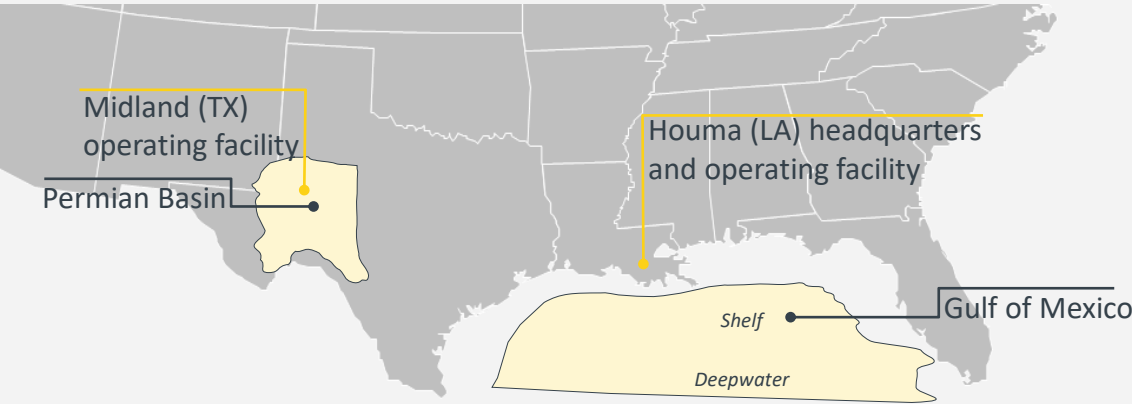 Midland (TX)
operating facility
Permian Basin
Houma (LA) headquarters
and operating facility
Gulf of Mexico
Shelf
Deepwater